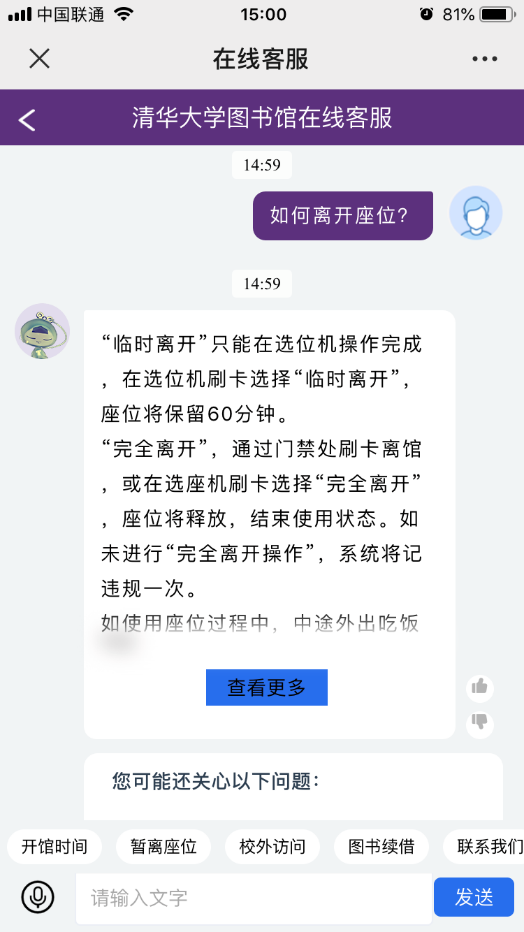 中国联通
15:00
81%
在线客服
清华大学图书馆在线客服
14:59
如何离开座位?
14:59
“临时离开”只能在选位机操作完成
，在选位机刷卡选择“临时离开”，
座位将保留60分钟。
“完全离开”，通过门禁处刷卡离馆
，或在选座机刷卡选择“完全离开”
，座位将释放，结束使用状态。如
未进行“完全离开操作”，系统将记
违规一次。
如使用座位过程中，中途外出吃饭
查看更多
您可能还关心以下问题：
开馆时间
暂离座位
校外访问
图书续借
联系我们
请输入文字
发送